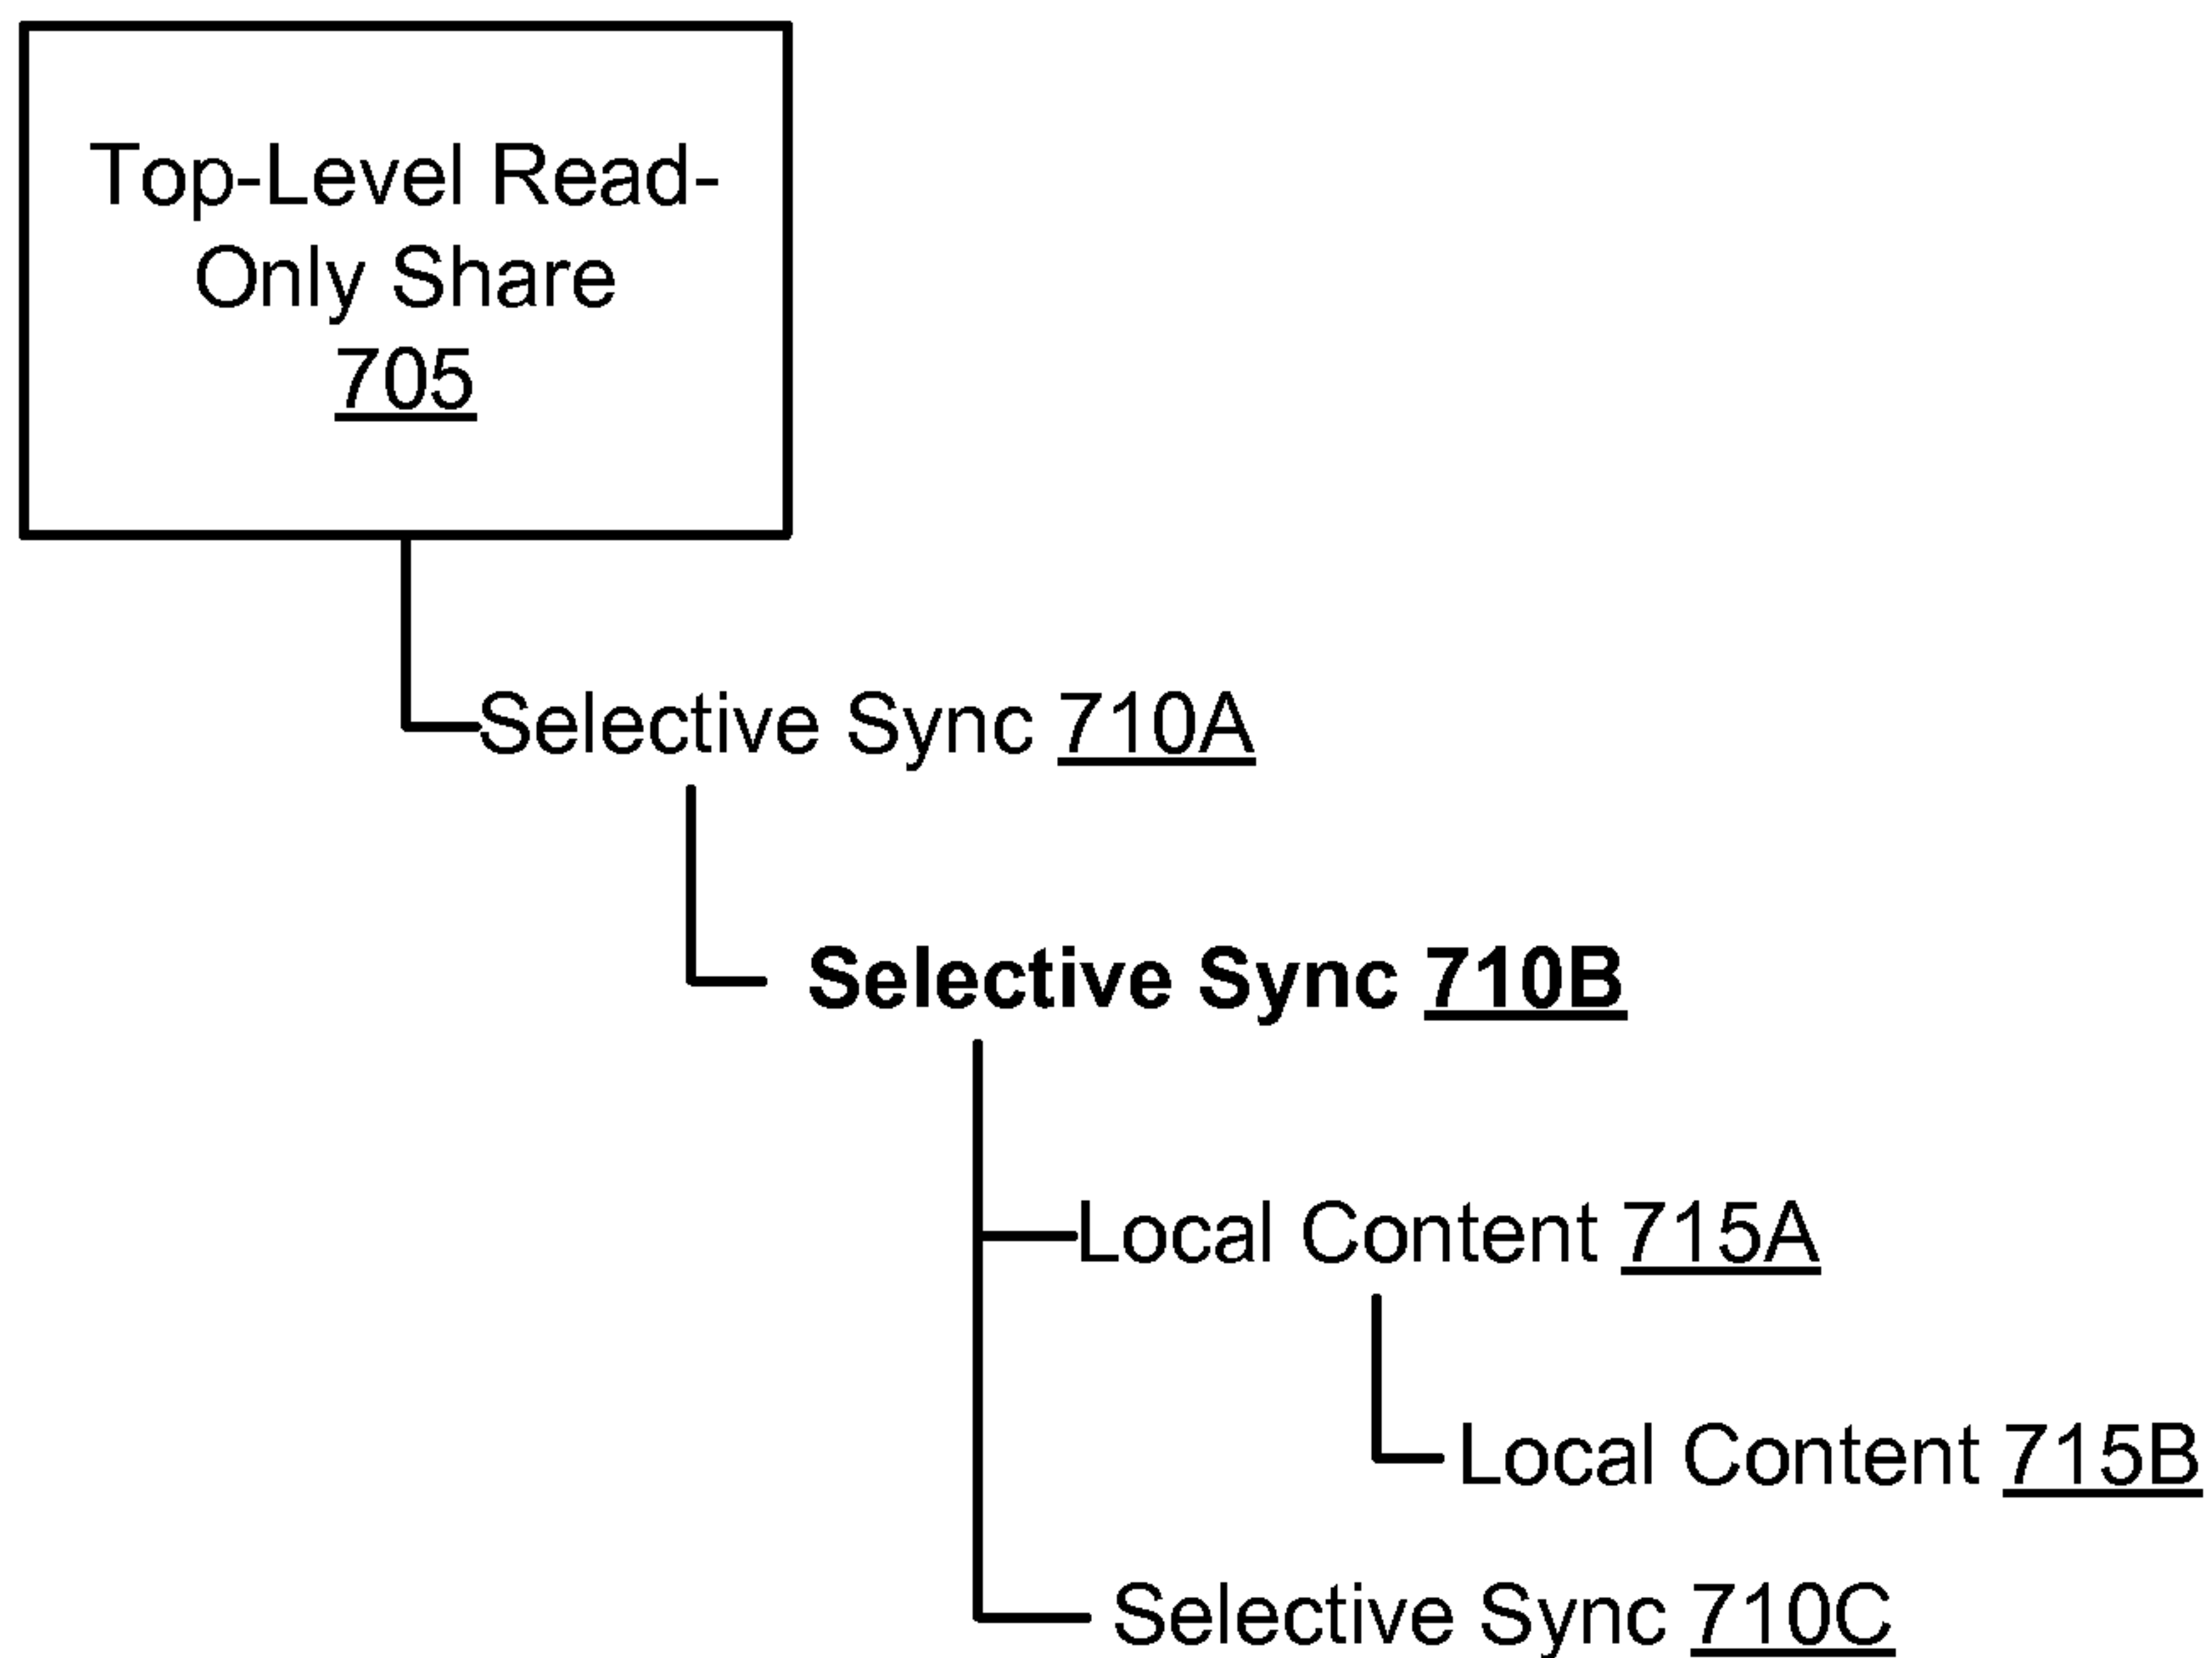 Top-Level Read-
Only Share
705
Selective Sync 710A
Selective Sync 710B
Local Content 715A
Local Content 715B
Selective Sync 710C